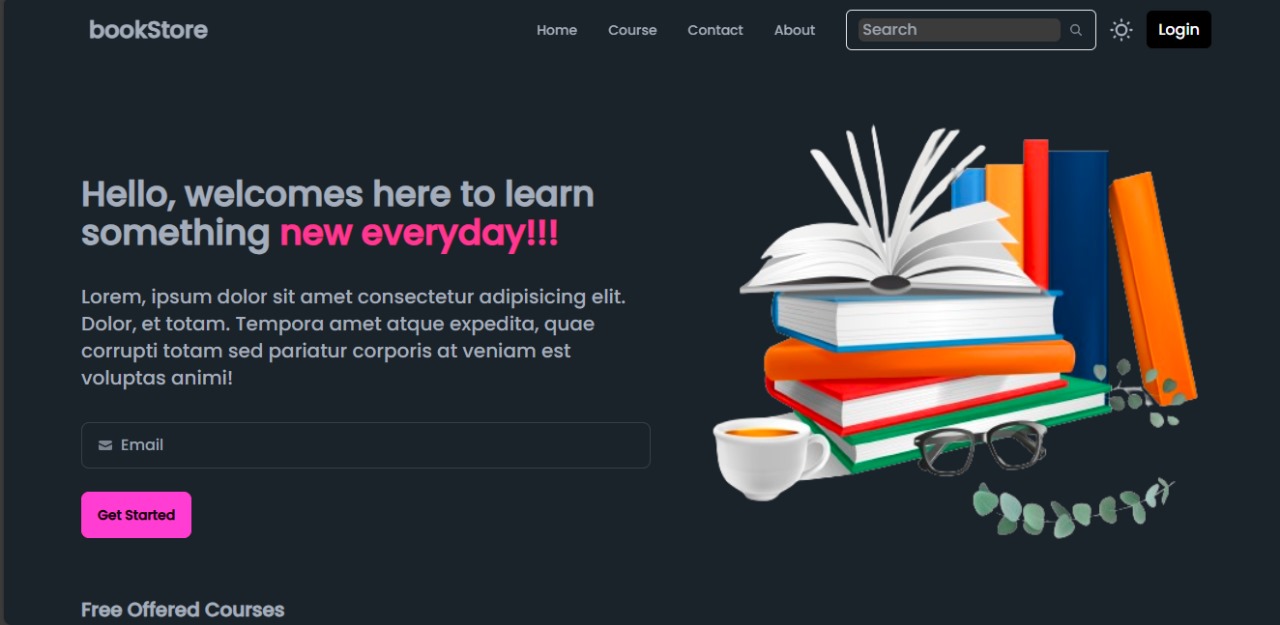 bookStore
Home Course Contact About Search Login
Hello, welcomes here to learn
something new everyday!!!
Lorem, ipsum dolor sit amet consectetur adipisicing elit.
Dolor, et totam. Tempora amet atque expedita, quae
corrupti totam sed pariatur corporis at veniam est
voluptas animi!
Email
Get Started
Free Offered Courses